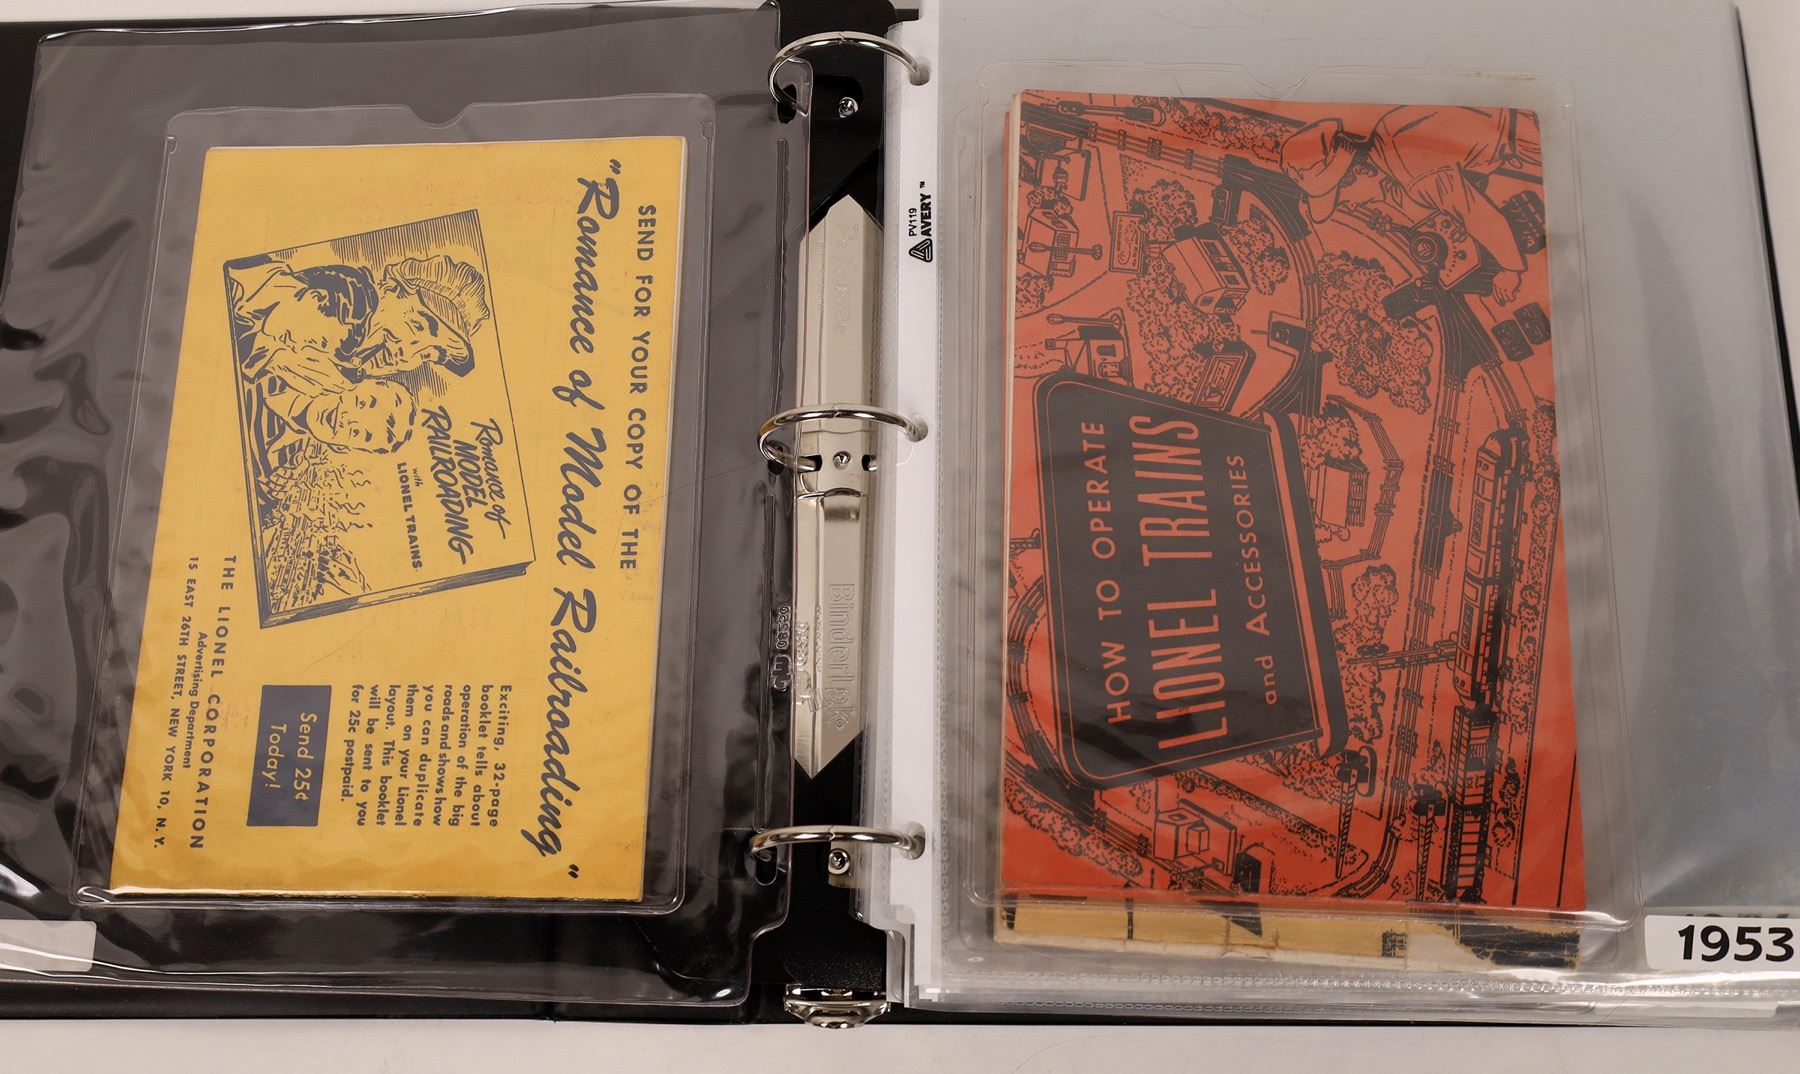 SEND FOR YOUR COPY OF THE
"Romance of Model Railroading"
Romance of
MODEL
RAILROADING
with
LIONEL TRAINS
Exciting, 32-page
booklet tells about
operation of the big
roads and shows how
you can duplicate
them on your Lionel
layout. This booklet
will be sent to you
for 25c postpaid.
Send 25¢
Today!
THE LIONEL CORPORATION
Advertising Department
15 EAST 26TH STREET, NEW YORK 10, N. Y.
PV119
AVERY™
HOW TO OPERATE
LIONEL TRAINS
and ACCESSORIES
1953